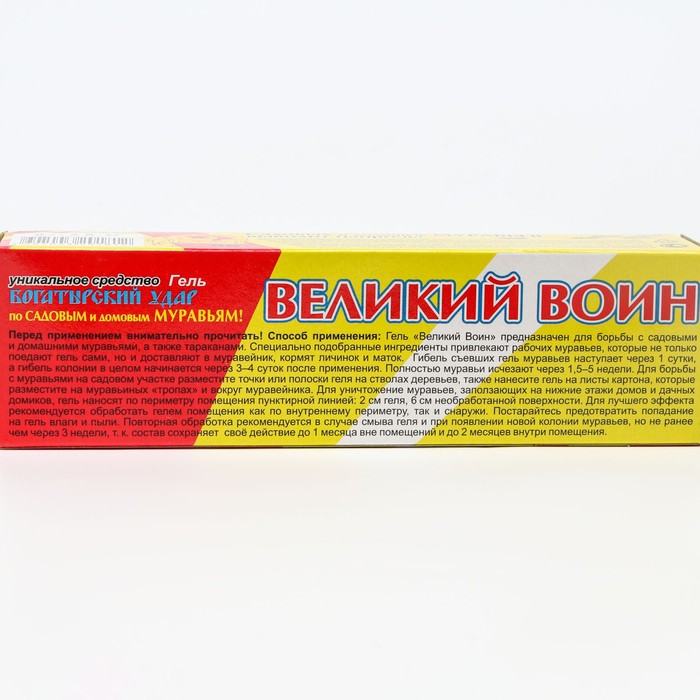 уникальное средство Гель
БОГАТЫРСКИЙ УДАР
по САДОВЫМ и домовым МУРАВЬЯМ!
ВЕЛИКИЙ ВОИН
Перед применением внимательно прочитать! Способ применения: Гель «Великий Воин» предназначен для борьбы с садовыми
и домашними муравьями, а также тараканами. Специально подобранные ингредиенты привлекают рабочих муравьев, которые не только
поедают гель сами, но и доставляют в муравейник, кормят личинок и маток. Гибель съевших гель муравьев наступает через 1 сутки,
а гибель колонии в целом начинается через 3–4 суток после применения. Полностью муравьи исчезают через 1,5–5 недели. Для борьбы
с муравьями на садовом участке разместите точки или полоски геля на стволах деревьев, также нанесите гель на листы картона, которые
разместите на муравьиных «тропах» и вокруг муравейника. Для уничтожение муравьев, заползающих на нижние этажи домов и дачных
домиков, гель наносят по периметру помещения пунктирной линией: 2 см геля, 6 см необработанной поверхности. Для лучшего эффекта
рекомендуется обработать гелем помещения как по внутреннему периметру, так и снаружи. Постарайтесь предотвратить попадание
на гель влаги и пыли. Повторная обработка рекомендуется в случае смыва геля и при появлении новой колонии муравьев, но не ранее
чем через 3 недели, т. к. состав сохраняет своё действие до 1 месяца вне помещений и до 2 месяцев внутри помещения.